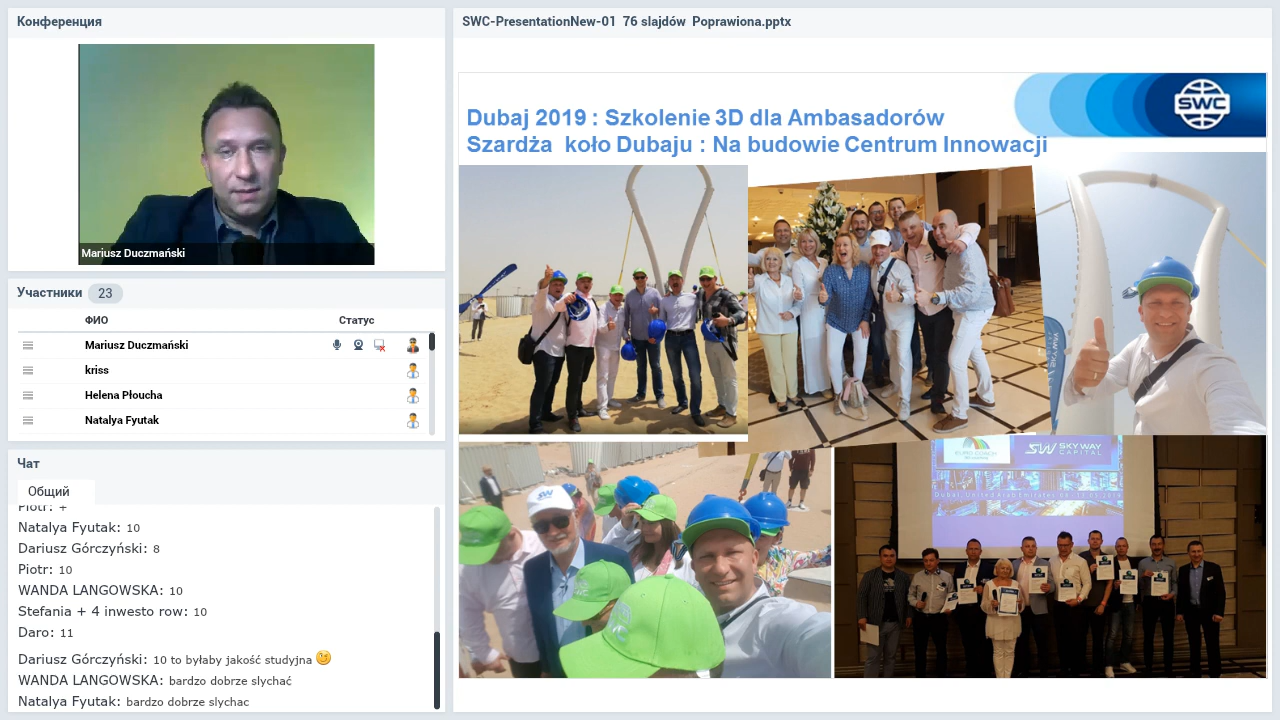 Конференция
Mariusz Duczmański
Участники 23
ФИО Статус
Mariusz Duczmański
kriss
Helena Płoucha
Natalya Fyutak
Чат
Общий
Piotr: +
Natalya Fyutak: 10
Dariusz Górczyński: 8
Piotr: 10
WANDA LANGOWSKA: 10
Stefania + 4 inwesto row: 10
Daro: 11
Dariusz Górczyński: 10 to byłaby jakość studyjna
WANDA LANGOWSKA: bardzo dobrze slychać
Natalya Fyutak: bardzo dobrze slychac
SWC-PresentationNew-01 76 slajdów Poprawiona.pptx
SWC
Dubaj 2019 : Szkolenie 3D dla Ambasadorów
Szardża koło Dubaju : Na budowie Centrum Innowacji
SW SKY WAY
CAPITAL